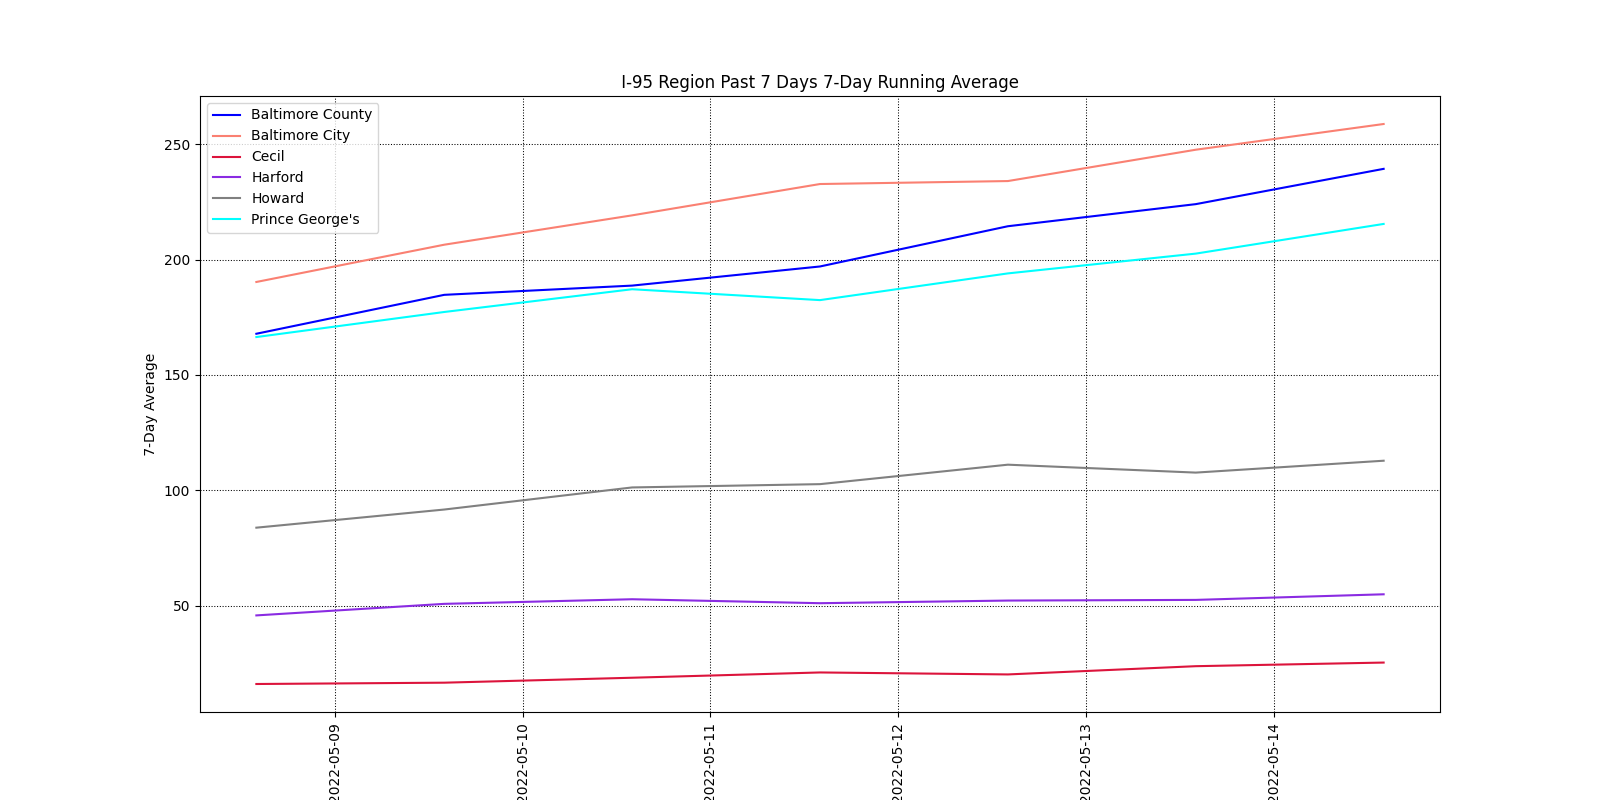 I-95 Region Past 7 Days 7-Day Running Average
Baltimore County
Baltimore City
Cecil
Harford
Howard
Prince George's
250
200
150
100
50
7-Day Average
2022-05-09
2022-05-10
2022-05-11
2022-05-12
2022-05-13
2022-05-14